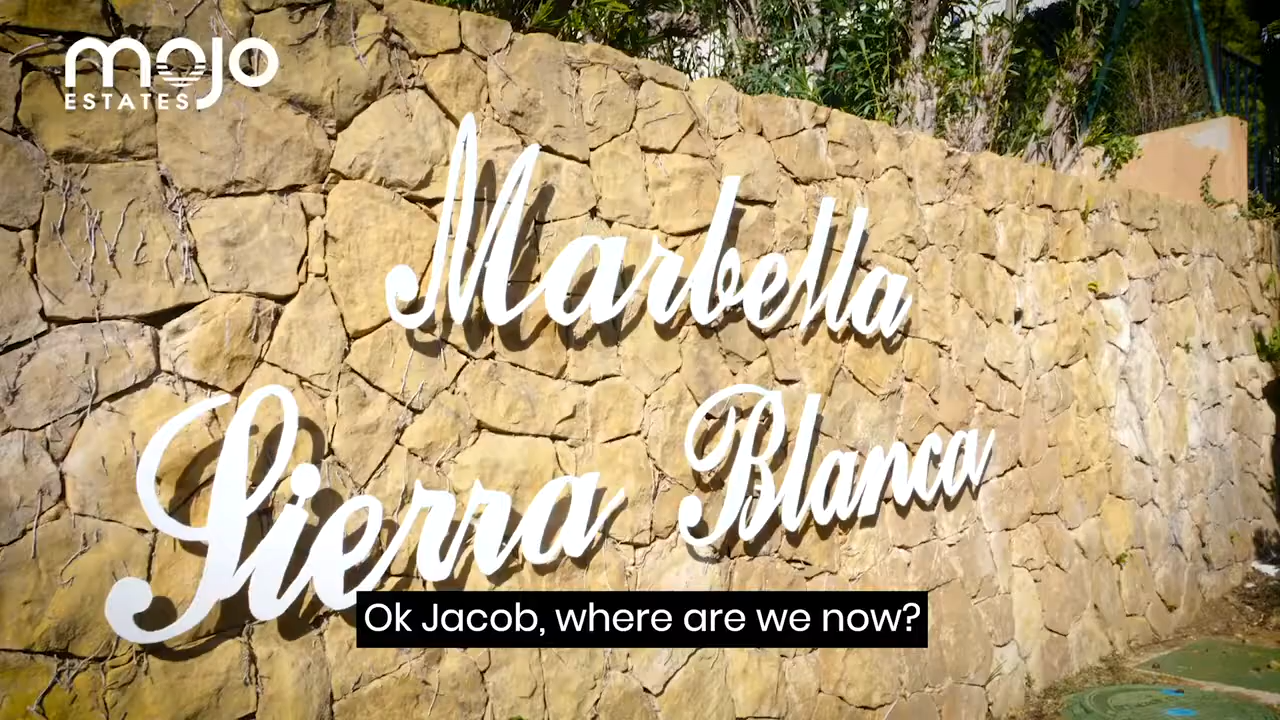 mojo
ESTATES
Marbella
Sierra Blanca
Ok Jacob, where are we now?